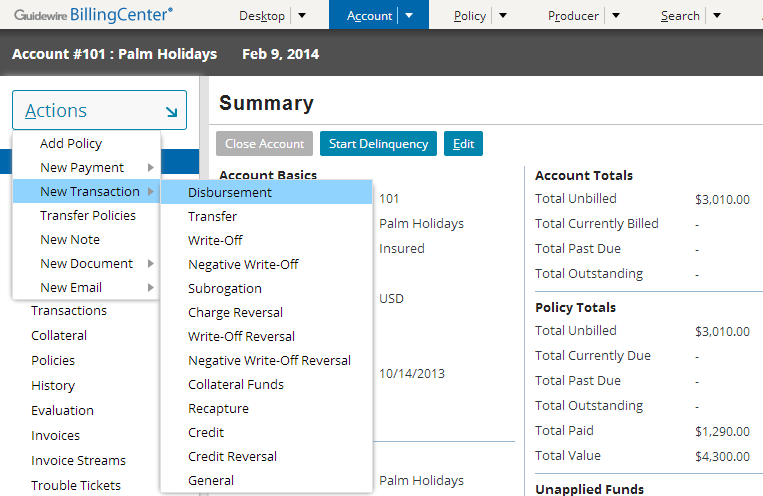 Guidewire BillingCenter®
Desktop
Account
Policy
Producer
Search
Account #101 : Palm Holidays
Feb 9, 2014
Actions
Add Policy
New Payment
New Transaction
Transfer Policies
New Note
New Document
New Email
Transactions
Collateral
Policies
History
Evaluation
Invoices
Invoice Streams
Trouble Tickets
Disbursement
Transfer
Write-Off
Negative Write-Off
Subrogation
Charge Reversal
Write-Off Reversal
Negative Write-Off Reversal
Collateral Funds
Recapture
Credit
Credit Reversal
General
Summary
Close Account
Start Delinquency
Edit
Account Basics
101
Palm Holidays
Insured
USD
10/14/2013
Palm Holidays
Account Totals
Total Unbilled $3,010.00
Total Currently Billed -
Total Past Due -
Total Outstanding -
Policy Totals
Total Unbilled $3,010.00
Total Currently Due -
Total Past Due -
Total Outstanding -
Total Paid $1,290.00
Total Value $4,300.00
Unapplied Funds